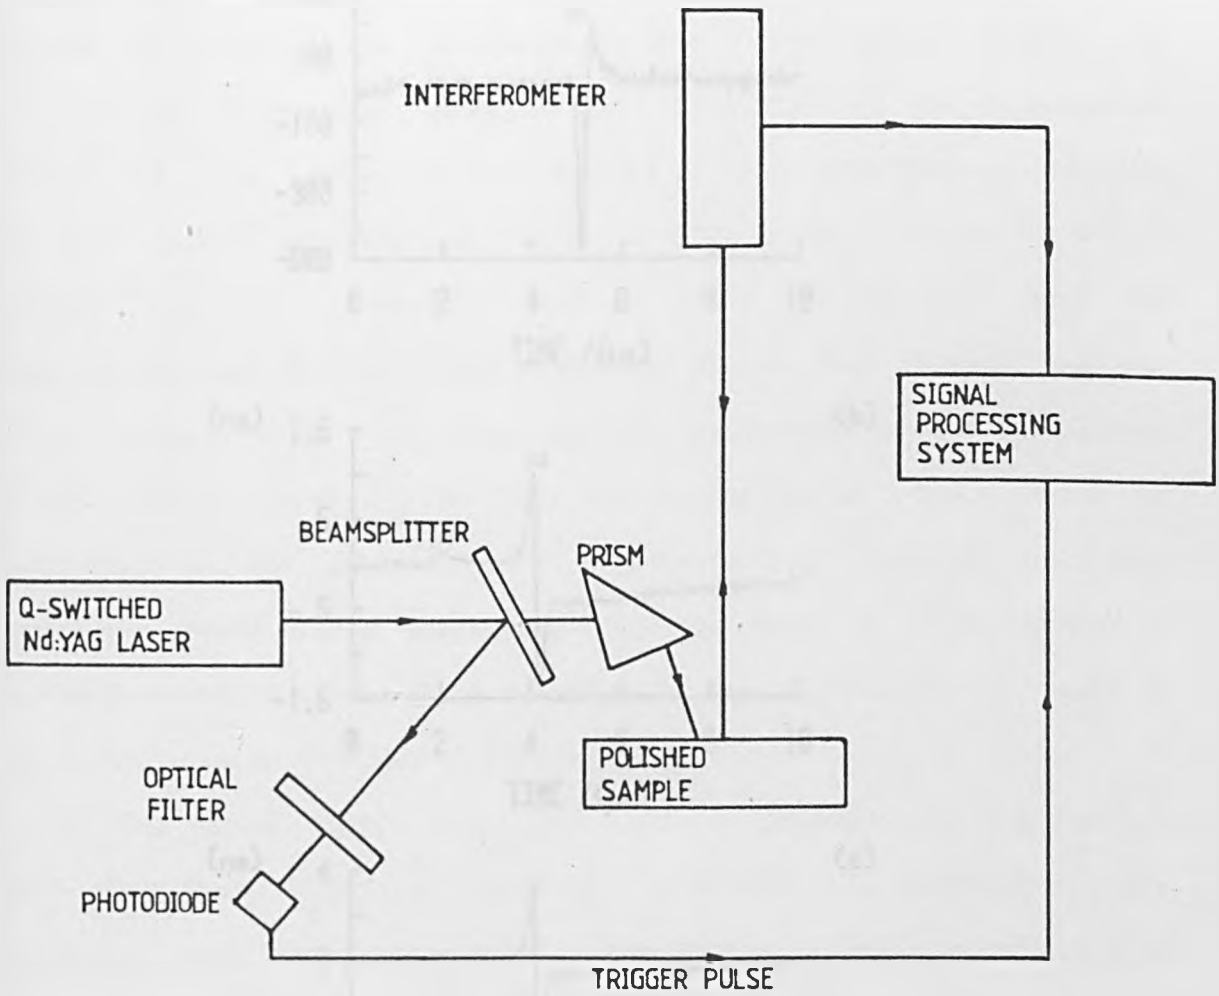 INTERFEROMETER
SIGNAL
PROCESSING
SYSTEM
BEAMSPLITTER
PRISM
Q-SWITCHED
Nd:YAG LASER
POLISHED
SAMPLE
OPTICAL
FILTER
PHOTODIODE
TRIGGER PULSE